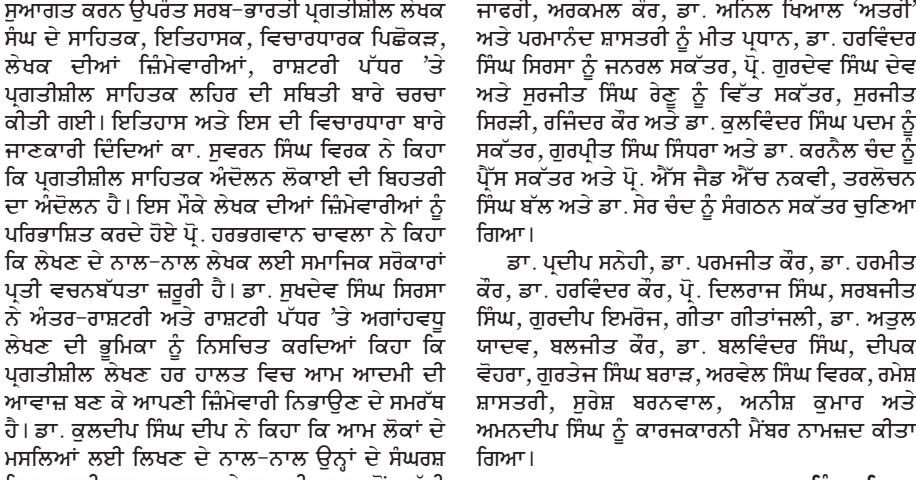 ਸੁਆਗਤ ਕਰਨ ਉਪਰੰਤ ਸਰਬ-ਭਾਰਤੀ ਪ੍ਰਗਤੀਸ਼ੀਲ ਲੇਖਕ
ਸੰਘ ਦੇ ਸਾਹਿਤਕ, ਇਤਿਹਾਸਕ, ਵਿਚਾਰਧਾਰਕ ਪਿਛੋਕੜ,
ਲੇਖਕ ਦੀਆਂ ਜ਼ਿੰਮੇਵਾਰੀਆਂ, ਰਾਸ਼ਟਰੀ ਪੱਧਰ 'ਤੇ
ਪ੍ਰਗਤੀਸ਼ੀਲ ਸਾਹਿਤਕ ਲਹਿਰ ਦੀ ਸਥਿਤੀ ਬਾਰੇ ਚਰਚਾ
ਕੀਤੀ ਗਈ। ਇਤਿਹਾਸ ਅਤੇ ਇਸ ਦੀ ਵਿਚਾਰਧਾਰਾ ਬਾਰੇ
ਜਾਣਕਾਰੀ ਦਿੰਦਿਆਂ ਕਾ. ਸੁਵਰਨ ਸਿੰਘ ਵਿਰਕ ਨੇ ਕਿਹਾ
ਕਿ ਪ੍ਰਗਤੀਸ਼ੀਲ ਸਾਹਿਤਕ ਅੰਦੋਲਨ ਲੋਕਾਈ ਦੀ ਬਿਹਤਰੀ
ਦਾ ਅੰਦੋਲਨ ਹੈ। ਇਸ ਮੌਕੇ ਲੇਖਕ ਦੀਆਂ ਜ਼ਿੰਮੇਵਾਰੀਆਂ ਨੂੰ
ਪਰਿਭਾਸ਼ਿਤ ਕਰਦੇ ਹੋਏ ਪ੍ਰੋ. ਹਰਭਗਵਾਨ ਚਾਵਲਾ ਨੇ ਕਿਹਾ
ਕਿ ਲੇਖਣ ਦੇ ਨਾਲ-ਨਾਲ ਲੇਖਕ ਲਈ ਸਮਾਜਿਕ ਸਰੋਕਾਰਾਂ
ਪ੍ਰਤੀ ਵਚਨਬੱਧਤਾ ਜ਼ਰੂਰੀ ਹੈ। ਡਾ. ਸੁਖਦੇਵ ਸਿੰਘ ਸਿਰਸਾ
ਨੇ ਅੰਤਰ-ਰਾਸ਼ਟਰੀ ਅਤੇ ਰਾਸ਼ਟਰੀ ਪੱਧਰ 'ਤੇ ਅਗਾਂਹਵਧੂ
ਲੇਖਣ ਦੀ ਭੂਮਿਕਾ ਨੂੰ ਨਿਸਚਿਤ ਕਰਦਿਆਂ ਕਿਹਾ ਕਿ
ਪ੍ਰਗਤੀਸ਼ੀਲ ਲੇਖਣ ਹਰ ਹਾਲਤ ਵਿਚ ਆਮ ਆਦਮੀ ਦੀ
ਆਵਾਜ਼ ਬਣ ਕੇ ਆਪਣੀ ਜ਼ਿੰਮੇਵਾਰੀ ਨਿਭਾਉਣ ਦੇ ਸਮਰੱਥ
ਹੈ। ਡਾ. ਕੁਲਦੀਪ ਸਿੰਘ ਦੀਪ ਨੇ ਕਿਹਾ ਕਿ ਆਮ ਲੋਕਾਂ ਦੇ
ਮਸਲਿਆਂ ਲਈ ਲਿਖਣ ਦੇ ਨਾਲ-ਨਾਲ ਉਨ੍ਹਾਂ ਦੇ ਸੰਘਰਸ਼
ਜਾਫਰੀ, ਅਰਕਮਲ ਕੌਰ, ਡਾ. ਅਨਿਲ ਖਿਆਲ 'ਅਤਰੀ'
ਅਤੇ ਪਰਮਾਨੰਦ ਸ਼ਾਸਤਰੀ ਨੂੰ ਮੀਤ ਪ੍ਰਧਾਨ, ਡਾ. ਹਰਵਿੰਦਰ
ਸਿੰਘ ਸਿਰਸਾ ਨੂੰ ਜਨਰਲ ਸਕੱਤਰ, ਪ੍ਰੋ. ਗੁਰਦੇਵ ਸਿੰਘ ਦੇਵ
ਅਤੇ ਸੁਰਜੀਤ ਸਿੰਘ ਰੇਣੂ ਨੂੰ ਵਿੱਤ ਸਕੱਤਰ, ਸੁਰਜੀਤ
ਸਿਰੜੀ, ਰਜਿੰਦਰ ਕੌਰ ਅਤੇ ਡਾ. ਕੁਲਵਿੰਦਰ ਸਿੰਘ ਪਦਮ ਨੂੰ
ਸਕੱਤਰ, ਗੁਰਪ੍ਰੀਤ ਸਿੰਘ ਸਿੰਧਰਾ ਅਤੇ ਡਾ. ਕਰਨੈਲ ਚੰਦ ਨੂੰ
ਪ੍ਰੈੱਸ ਸਕੱਤਰ ਅਤੇ ਪ੍ਰੋ. ਐੱਸ ਜੈਡ ਐੱਚ ਨਕਵੀ, ਤਰਲੋਚਨ
ਸਿੰਘ ਬੱਲ ਅਤੇ ਡਾ. ਸੇਰ ਚੰਦ ਨੂੰ ਸੰਗਠਨ ਸਕੱਤਰ ਚੁਣਿਆ
ਗਿਆ।
ਡਾ. ਪ੍ਰਦੀਪ ਸਨੇਹੀ, ਡਾ. ਪਰਮਜੀਤ ਕੌਰ, ਡਾ. ਹਰਮੀਤ
ਕੌਰ, ਡਾ. ਹਰਵਿੰਦਰ ਕੌਰ, ਪ੍ਰੋ. ਦਿਲਰਾਜ ਸਿੰਘ, ਸਰਬਜੀਤ
ਸਿੰਘ, ਗੁਰਦੀਪ ਇਮਰੋਜ, ਗੀਤਾ ਗੀਤਾਂਜਲੀ, ਡਾ. ਅਤੁਲ
ਯਾਦਵ, ਬਲਜੀਤ ਕੌਰ, ਡਾ. ਬਲਵਿੰਦਰ ਸਿੰਘ, ਦੀਪਕ
ਵੋਹਰਾ, ਗੁਰਤੇਜ ਸਿੰਘ ਬਰਾੜ, ਅਰਵੇਲ ਸਿੰਘ ਵਿਰਕ, ਰਮੇਸ਼
ਸ਼ਾਸਤਰੀ, ਸੁਰੇਸ਼ ਬਰਨਵਾਲ, ਅਨੀਸ਼ ਕੁਮਾਰ ਅਤੇ
ਅਮਨਦੀਪ ਸਿੰਘ ਨੂੰ ਕਾਰਜਕਾਰਨੀ ਮੈਂਬਰ ਨਾਮਜ਼ਦ ਕੀਤਾ
ਗਿਆ।